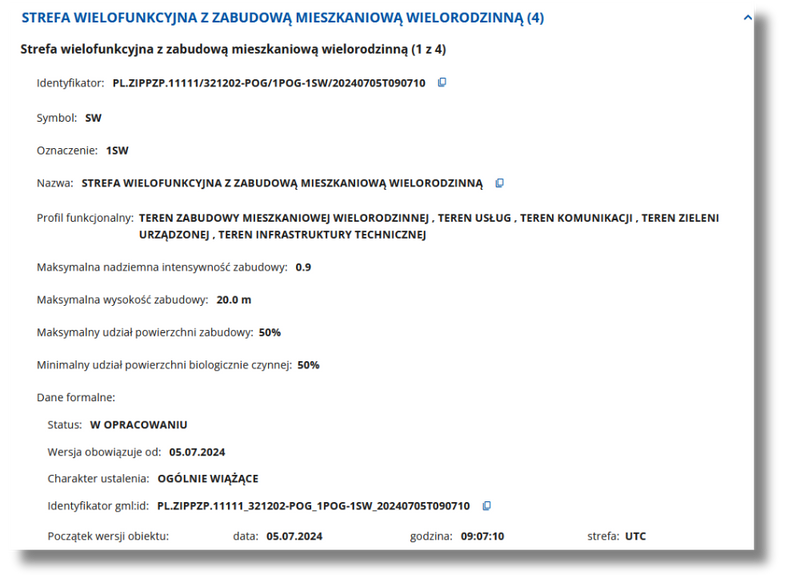 STREFA WIELOFUNKCYJNA Z ZABUDOWĄ MIESZKANIOWĄ WIELORODZINNĄ (4)
Strefa wielofunkcyjna z zabudową mieszkaniową wielorodzinną (1 z 4)
Identyfikator: PL.ZIPPZP.11111/321202-POG/1POG-1SW/20240705T090710
Symbol: SW
Oznaczenie: 1SW
Nazwa: STREFA WIELOFUNKCYJNA Z ZABUDOWĄ MIESZKANIOWĄ WIELORODZINNĄ
Profil funkcjonalny: TEREN ZABUDOWY MIESZKANIOWEJ WIELORODZINNEJ , TEREN USŁUG , TEREN KOMUNIKACJI , TEREN ZIELENI
URZĄDZONEJ , TEREN INFRASTRUKTURY TECHNICZNEJ
Maksymalna nadziemna intensywność zabudowy: 0.9
Maksymalna wysokość zabudowy: 20.0 m
Maksymalny udział powierzchni zabudowy: 50%
Minimalny udział powierzchni biologicznie czynnej: 50%
Dane formalne:
Status: W OPRACOWANIU
Wersja obowiązuje od: 05.07.2024
Charakter ustalenia: OGÓLNIE WIĄŻĄCE
Identyfikator gml:id: PL.ZIPPZP.11111_321202-POG_1POG-1SW_20240705T090710
Początek wersji obiektu: data: 05.07.2024 godzina: 09:07:10 strefa: UTC